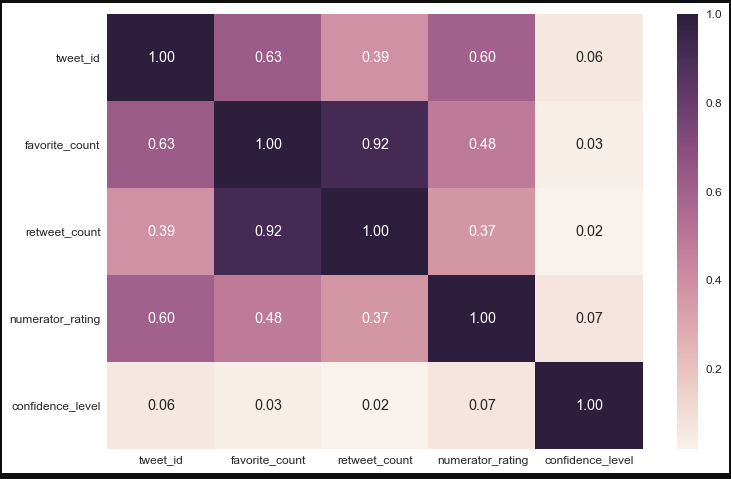 tweet_id 1.00 0.63 0.39 0.60 0.06
favorite_count 0.63 1.00 0.92 0.48 0.03
retweet_count 0.39 0.92 1.00 0.37 0.02
numerator_rating 0.60 0.48 0.37 1.00 0.07
confidence_level 0.06 0.03 0.02 0.07 1.00
tweet_id favorite_count retweet_count numerator_rating confidence_level
1.0
0.8
0.6
0.4
0.2